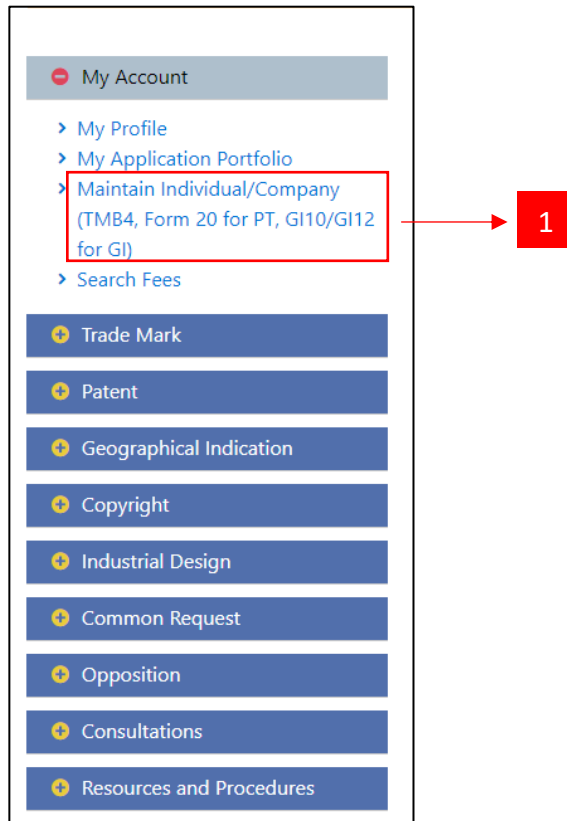 My Account
My Profile
My Application Portfolio
Maintain Individual/Company
(TMB4, Form 20 for PT, GI10/GI12
for GI)
1
Search Fees
Trade Mark
Patent
Geographical Indication
Copyright
Industrial Design
Common Request
Opposition
Consultations
Resources and Procedures